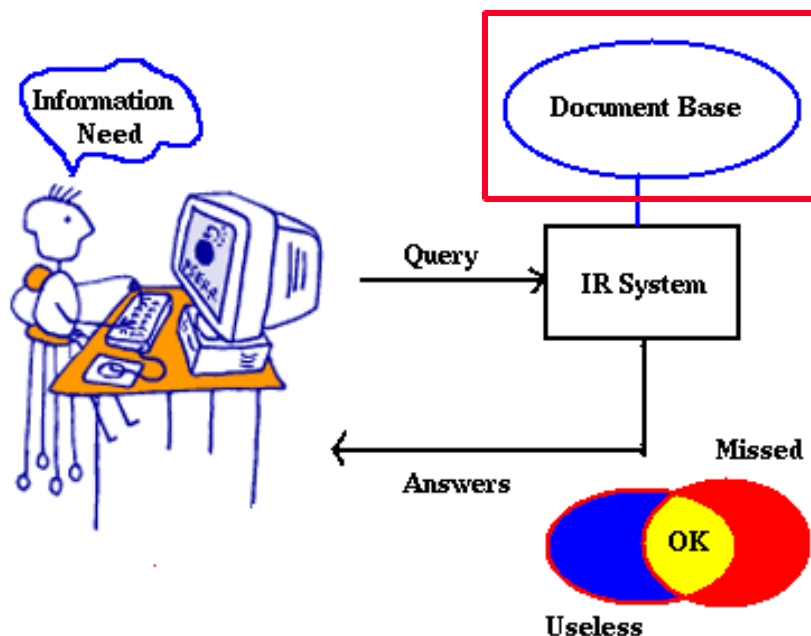 Information
Need
Document Base
Query
IR System
Answers
Missed
OK
Useless